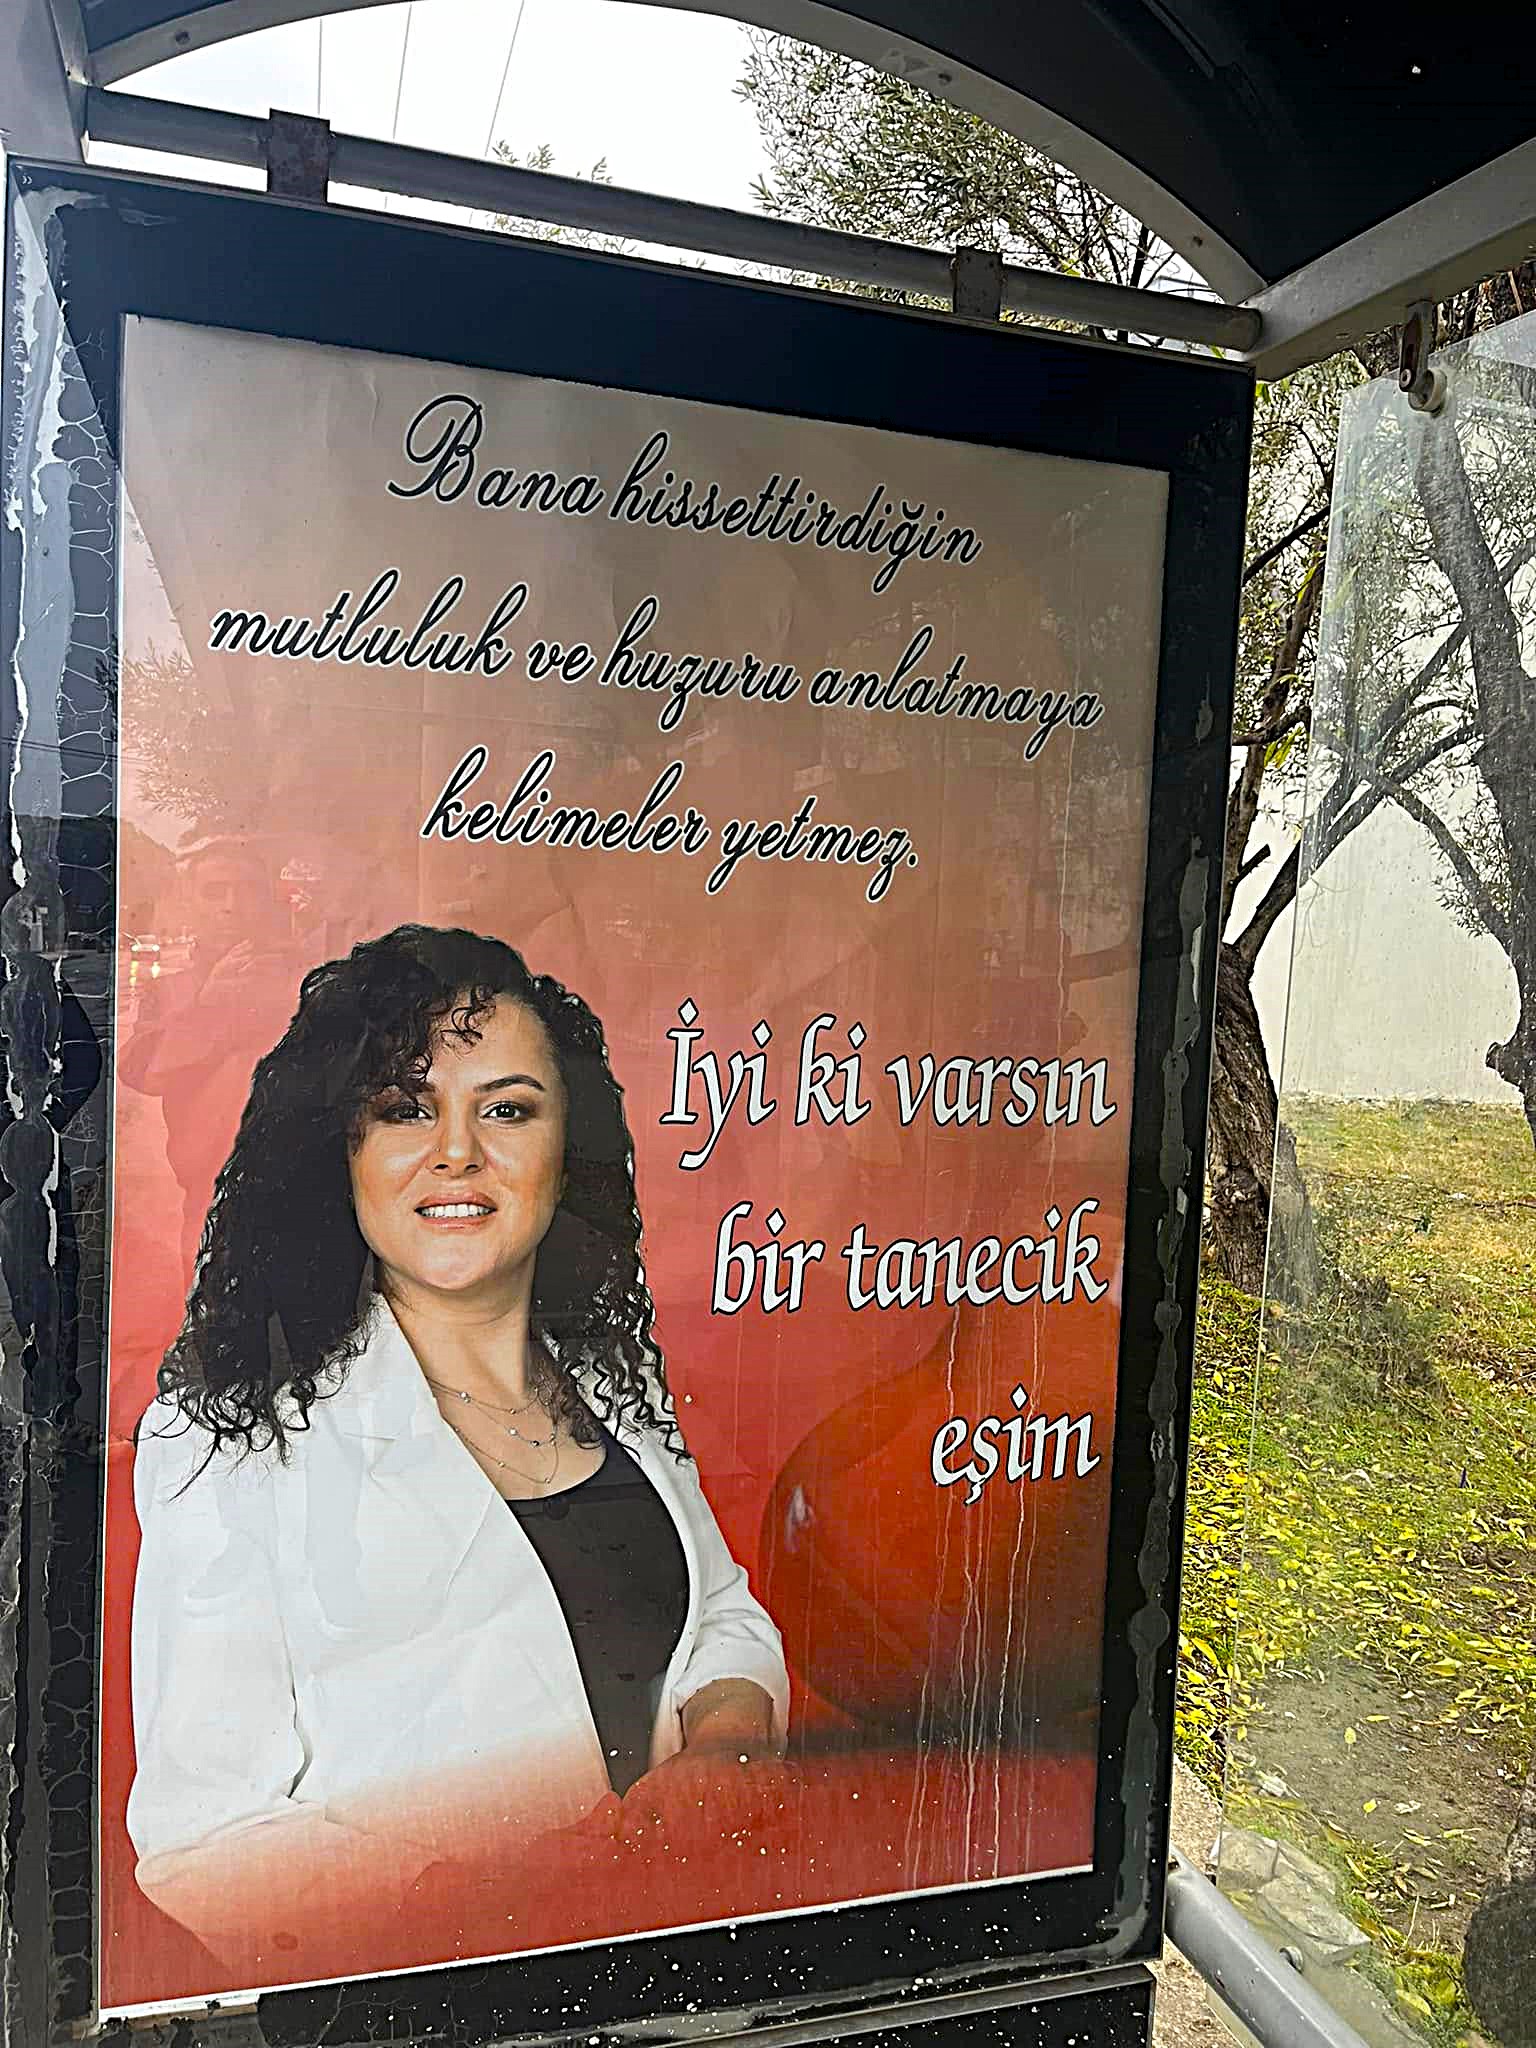 Bana hissettirdiğin
mutluluk ve huzuru anlatmaya
kelimeler yetmez.
İyi ki varsın
bir tanecik
eşim